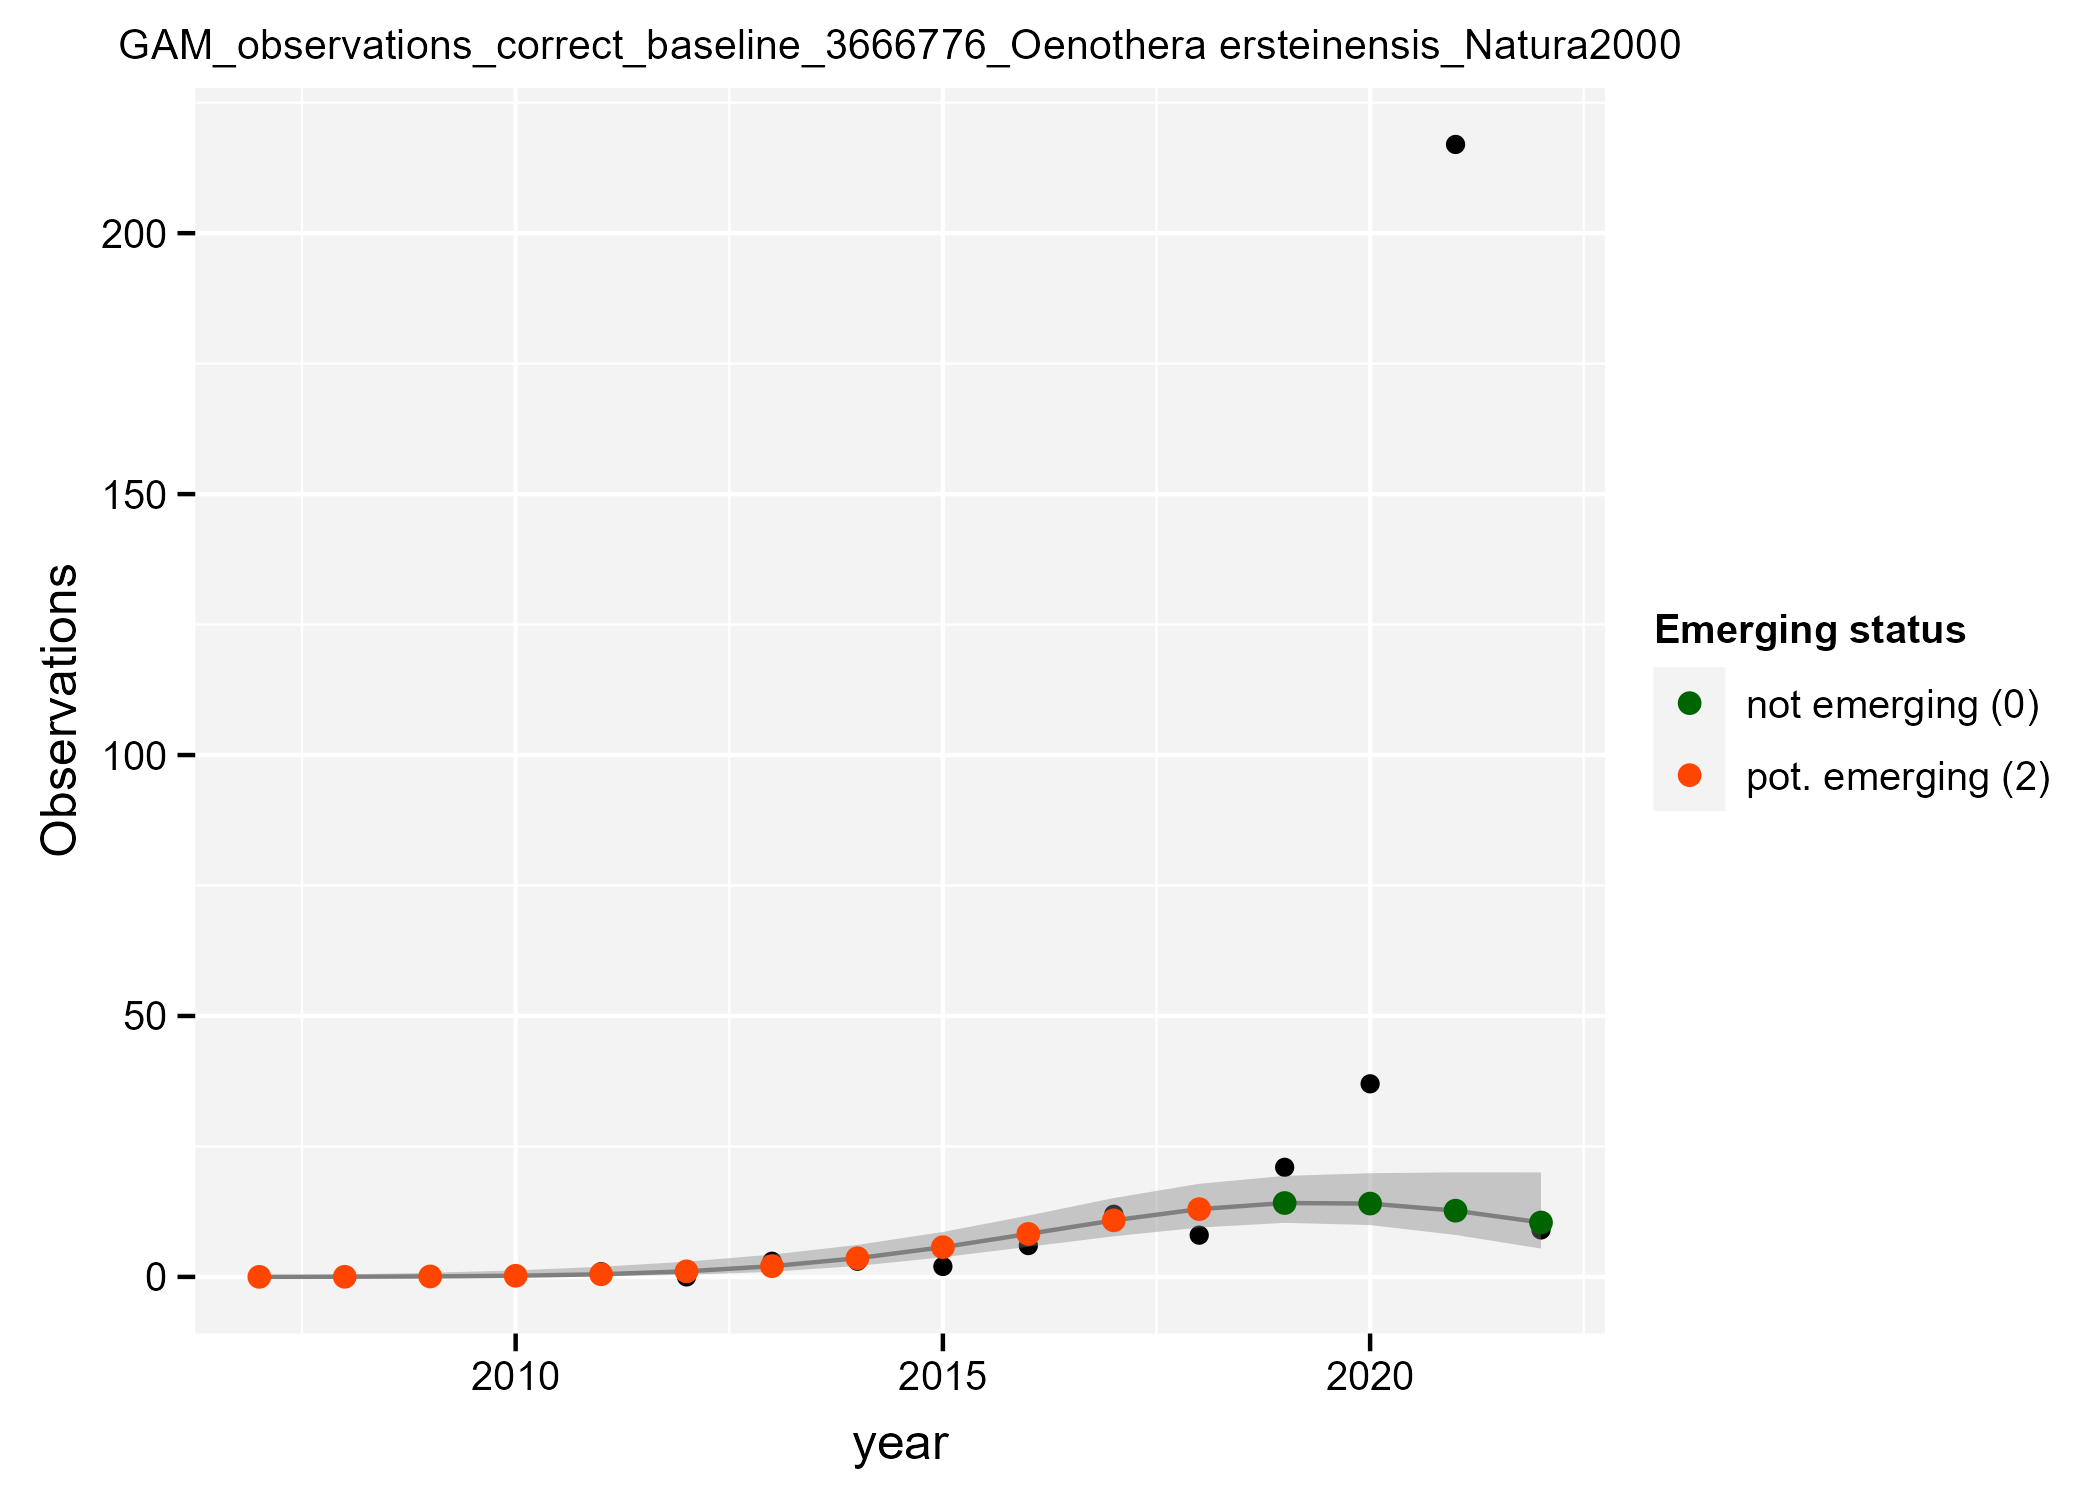 GAM_observations_correct_baseline_3666776_Oenothera ersteinensis_Natura2000
Observations
200
150
100
50
0
2010
2015
2020
year
Emerging status
not emerging (0)
pot. emerging (2)